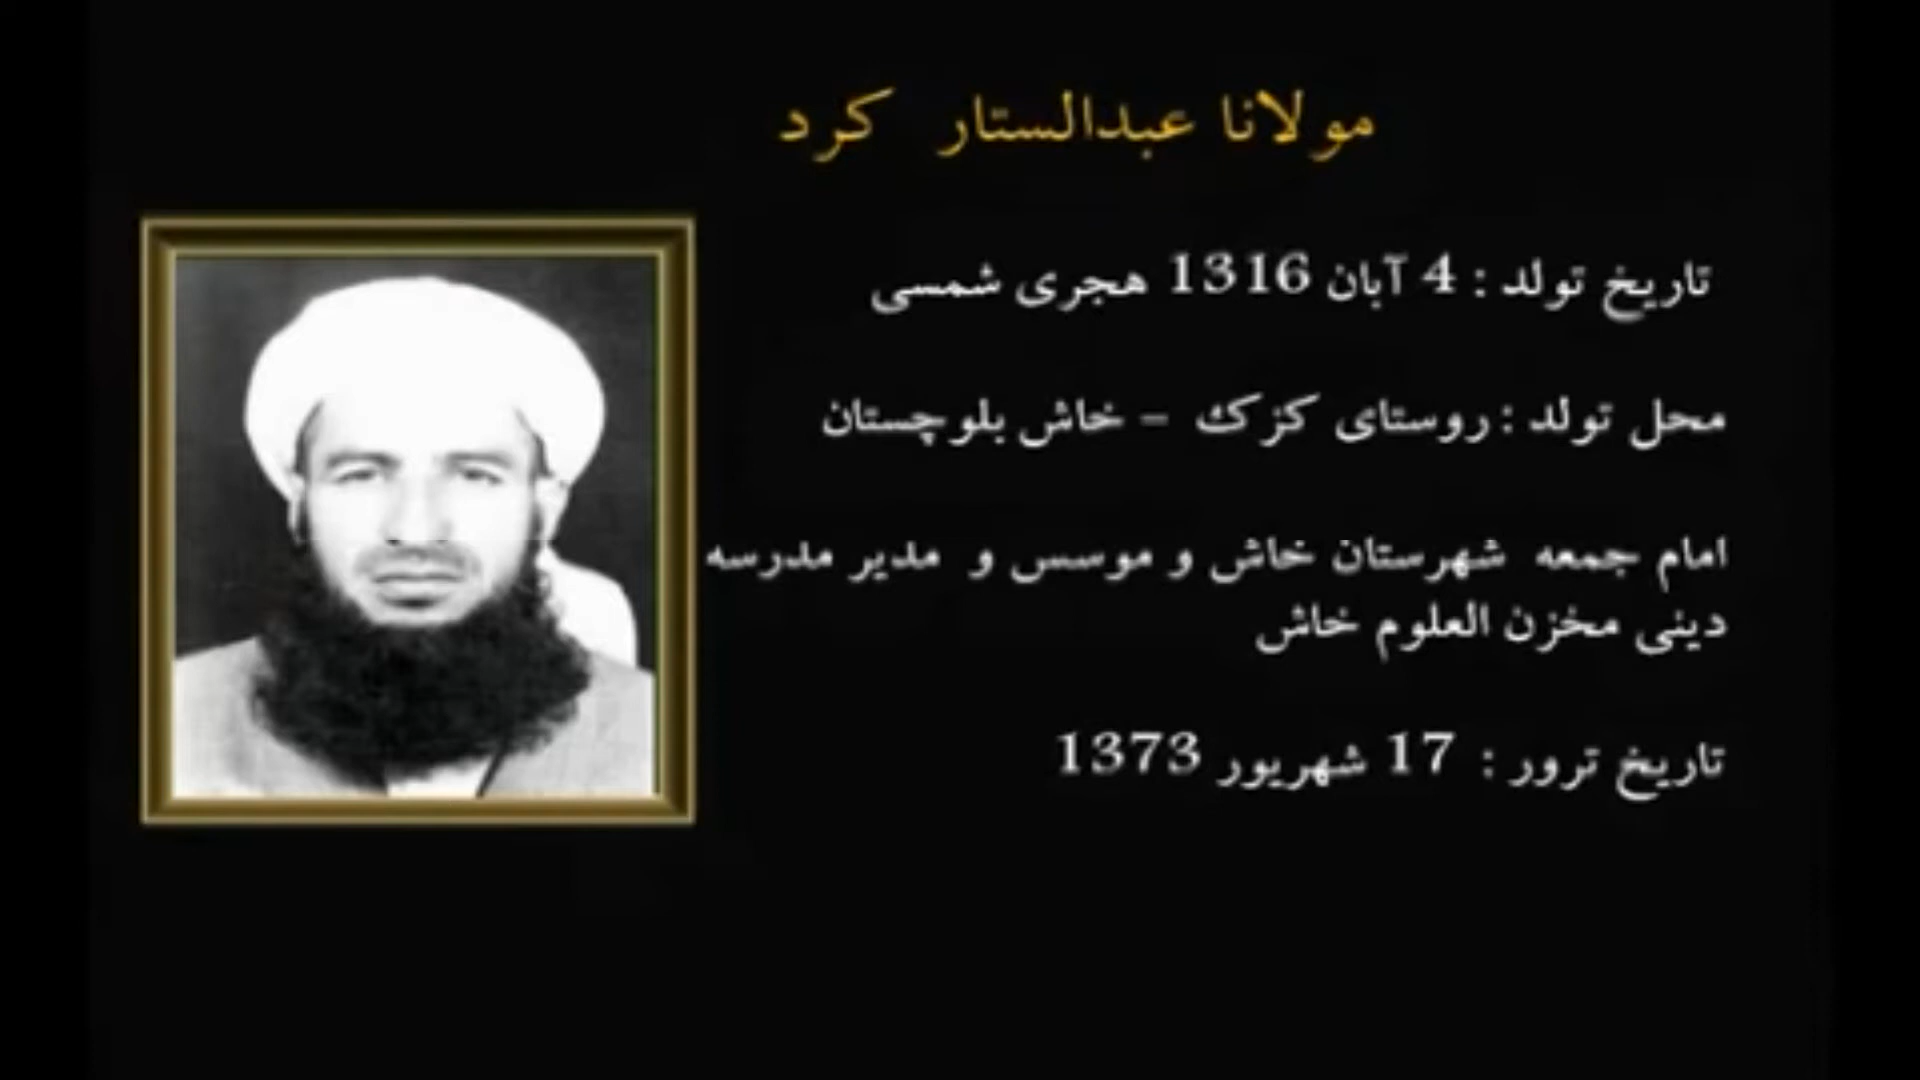 مولانا عبدالستار کرد
تاریخ تولد : 4 آبان 1316 هجری شمسی
محل تولد : روستای کزک - خاش بلوچستان
امام جمعه شهرستان خاش و موسس و مدیر مدرسه
دینی مخزن العلوم خاش
تاریخ ترور : 17 شهریور 1373